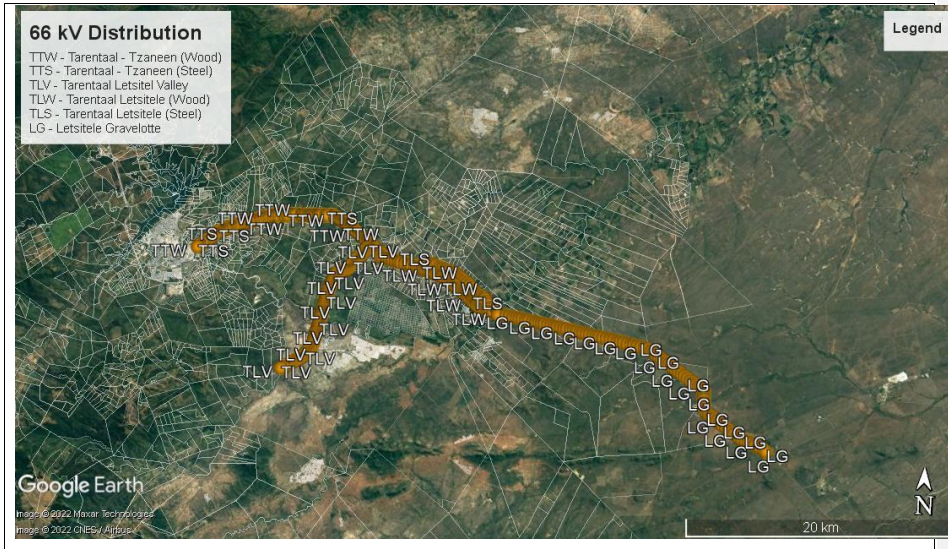 66 kV Distribution
Legend
TTW - Tarentaal - Tzaneen (Wood)
TTS - Tarentaal - Tzaneen (Steel)
TLV - Tarentaal Letsitel Valley
TLW - Tarentaal Letsitele (Wood)
TLS - Tarentaal Letsitele (Steel)
LG - Letsitele Gravelotte
TTW
TTW TTW TTS
TTS TTS TTW
TTW TTS
TTW TTW
TLV TLV TLS
TLV TLV TLW TLW
TLV TLV
TLW TLW
TLV TLV
TLW TLS
TLV TLV
TLW LG LG LG LG LG LG LG LG
TLV TLV
LG LG
TLV TLV
LG LG
LG LG
LG LG
LG LG LG
LG LG
LG
Google Earth
Image © 2022 Maxar Technologies
Image © 2022 CNES / Airbus
N
20 km